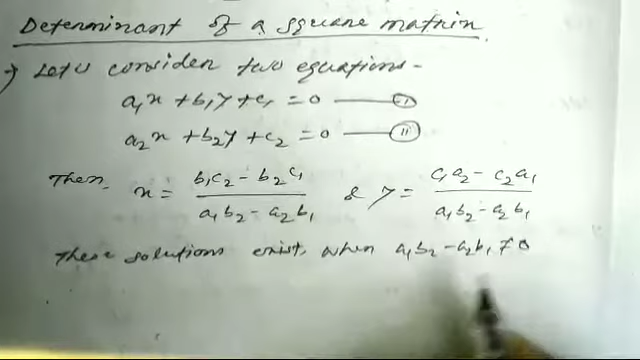 Determinant of a square matrix
→ Let us consider two equations-
a₁x + b₁y + c₁ = 0 —— (i)
a₂x + b₂y + c₂ = 0 —— (ii)
Then, x = (b₁c₂ - b₂c₁)/(a₁b₂ - a₂b₁) & y = (c₁a₂ - c₂a₁)/(a₁b₂ - a₂b₁)
These solutions exist, when a₁b₂ - a₂b₁ ≠ 0